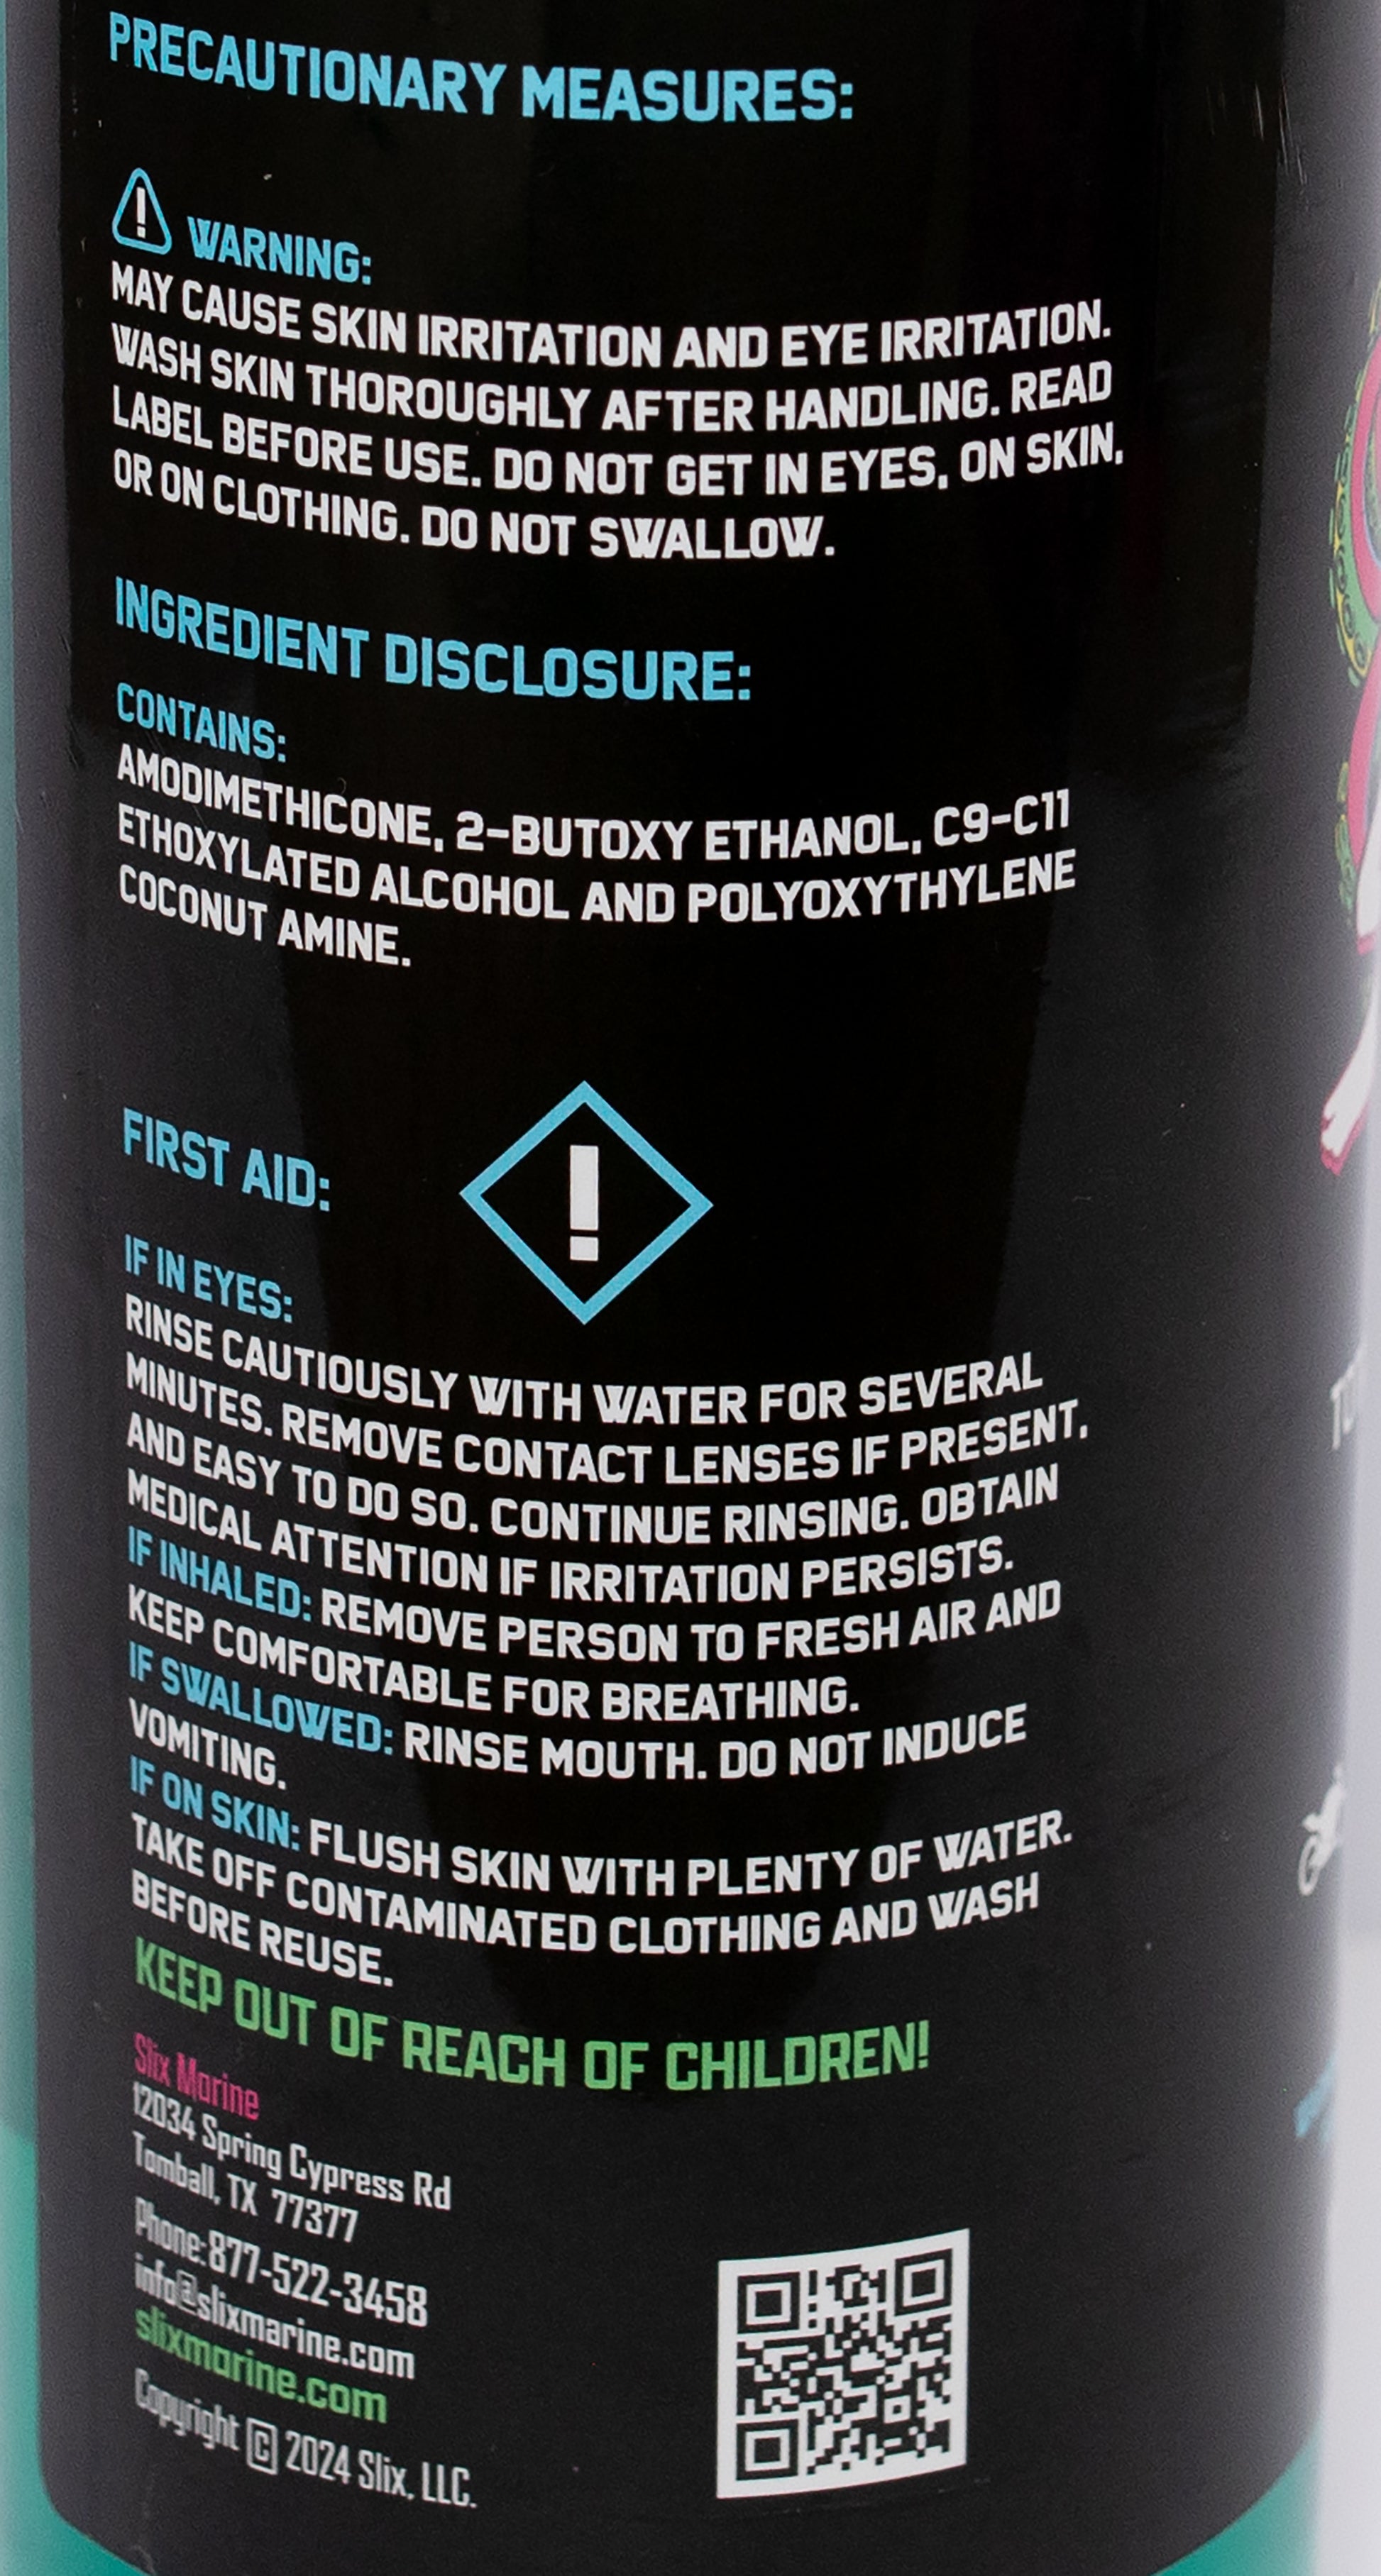 PRECAUTIONARY MEASURES:
WARNING:
MAY CAUSE SKIN IRRITATION AND EYE IRRITATION.
WASH SKIN THOROUGHLY AFTER HANDLING. READ
LABEL BEFORE USE. DO NOT GET IN EYES, ON SKIN,
OR ON CLOTHING. DO NOT SWALLOW.
INGREDIENT DISCLOSURE:
CONTAINS:
AMODIMETHICONE, 2-BUTOXY ETHANOL, C9-C11
ETHOXYLATED ALCOHOL AND POLYOXYTHYLENE
COCONUT AMINE.
FIRST AID:
IF IN EYES:
RINSE CAUTIOUSLY WITH WATER FOR SEVERAL
MINUTES. REMOVE CONTACT LENSES IF PRESENT,
AND EASY TO DO SO. CONTINUE RINSING. OBTAIN
MEDICAL ATTENTION IF IRRITATION PERSISTS.
IF INHALED: REMOVE PERSON TO FRESH AIR AND
KEEP COMFORTABLE FOR BREATHING.
IF SWALLOWED: RINSE MOUTH. DO NOT INDUCE
VOMITING.
IF ON SKIN: FLUSH SKIN WITH PLENTY OF WATER.
TAKE OFF CONTAMINATED CLOTHING AND WASH
BEFORE REUSE.
KEEP OUT OF REACH OF CHILDREN!
Slix Marine
12034 Spring Cypress Rd
Tomball, TX 77377
Phone:877-522-3458
info@slixmarine.com
slixmarine.com
Copyright © 2024 Slix, LLC.